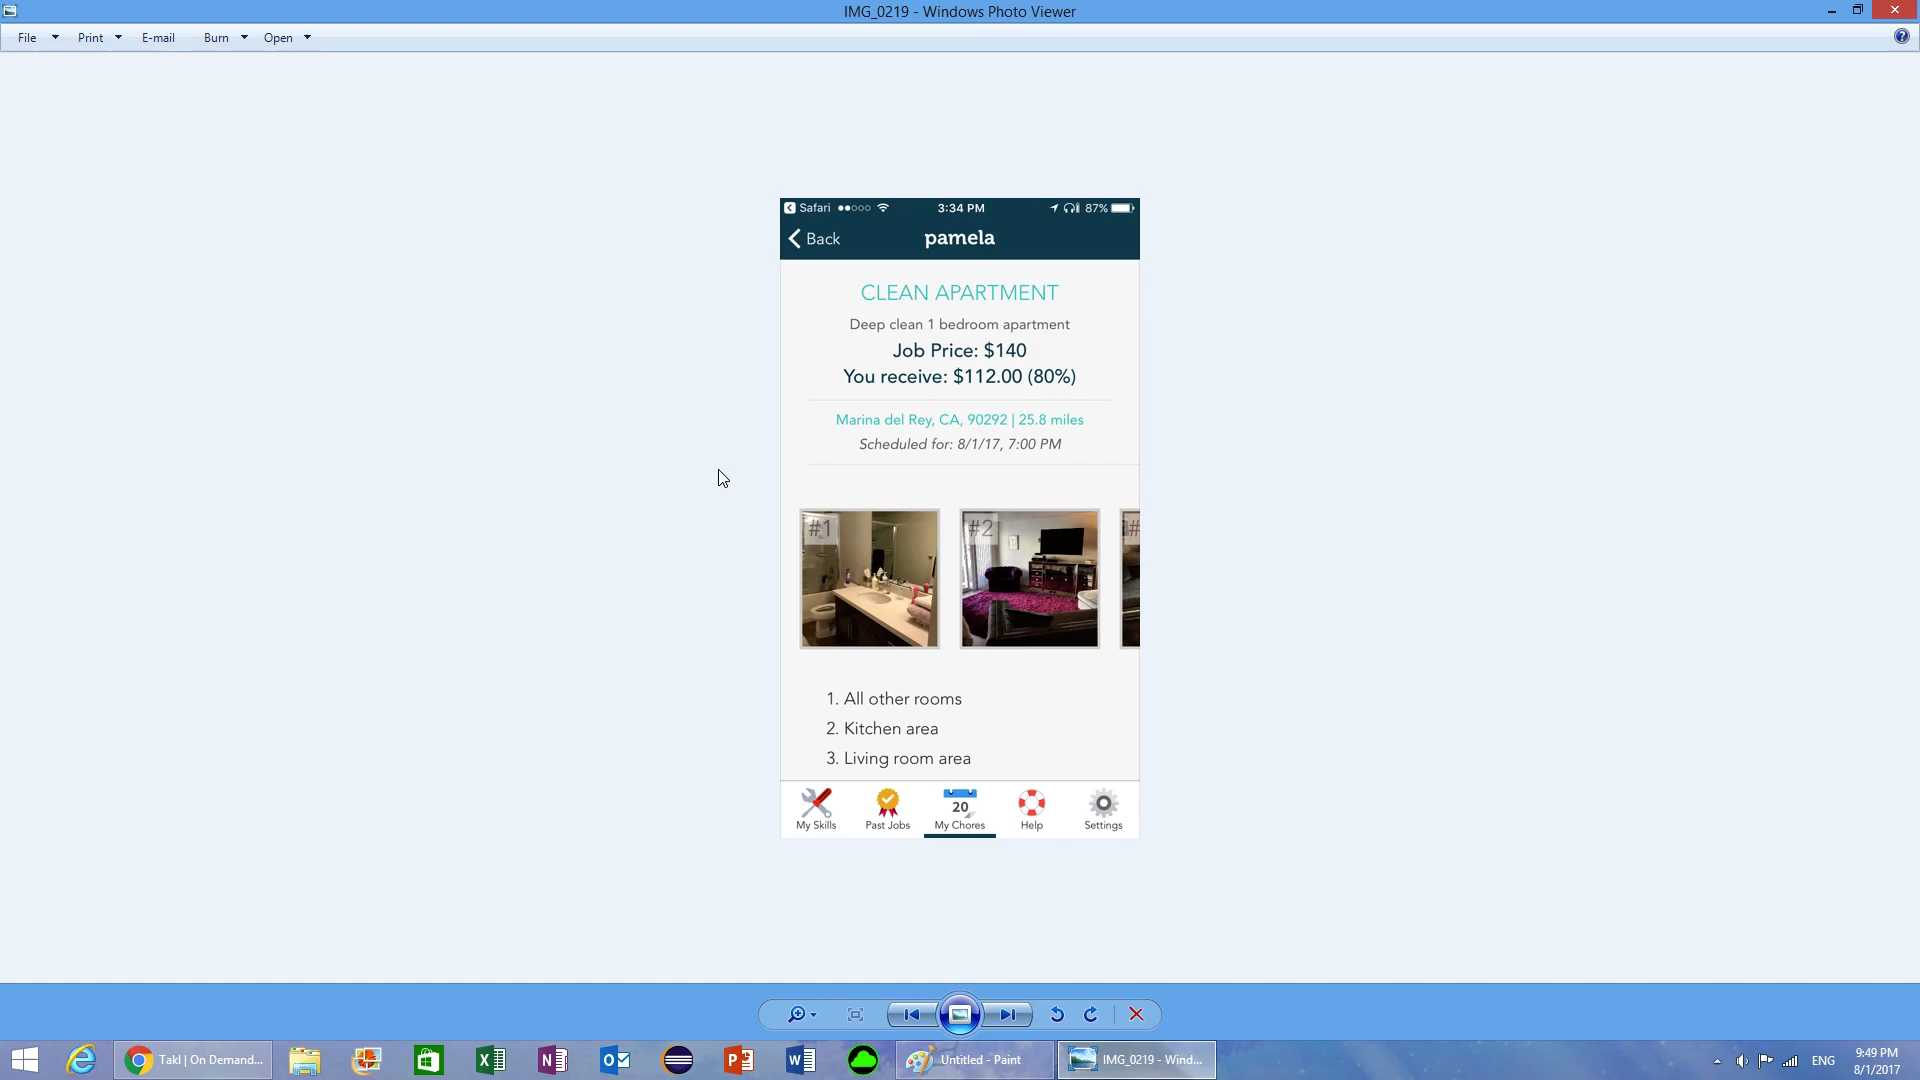 IMG_0219 - Windows Photo Viewer
File Print E-mail Burn Open
Safari 3:34 PM 87%
Back pamela
CLEAN APARTMENT
Deep clean 1 bedroom apartment
Job Price: $140
You receive: $112.00 (80%)
Marina del Rey, CA, 90292 | 25.8 miles
Scheduled for: 8/1/17, 7:00 PM
#1 #2 #
1. All other rooms
2. Kitchen area
3. Living room area
20
My Skills Past Jobs My Chores Help Settings
Takl | On Demand... Untitled - Paint IMG_0219 - Wind... ENG 9:49 PM
8/1/2017